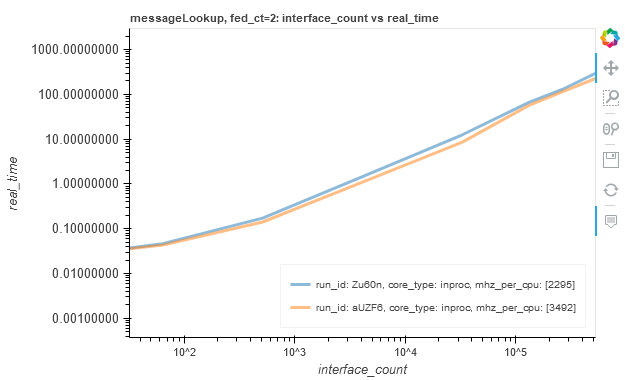 messageLookup, fed_ct=2: interface_count vs real_time
1000.00000000
100.00000000
10.00000000
1.00000000
0.10000000
0.01000000
0.00100000
real_time
run_id: Zu60n, core_type: inproc, mhz_per_cpu: [2295]
run_id: aUZF6, core_type: inproc, mhz_per_cpu: [3492]
10^2 10^3 10^4 10^5
interface_count